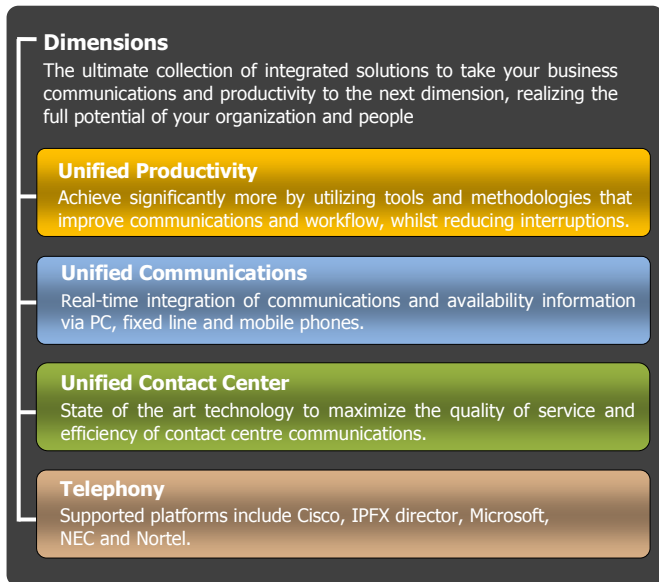 Dimensions
The ultimate collection of integrated solutions to take your business
communications and productivity to the next dimension, realizing the
full potential of your organization and people
Unified Productivity
Achieve significantly more by utilizing tools and methodologies that
improve communications and workflow, whilst reducing interruptions.
Unified Communications
Real-time integration of communications and availability information
via PC, fixed line and mobile phones.
Unified Contact Center
State of the art technology to maximize the quality of service and
efficiency of contact centre communications.
Telephony
Supported platforms include Cisco, IPFX director, Microsoft,
NEC and Nortel.